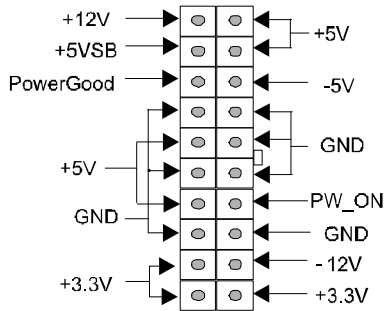 +12V
+5V
+5VSB
PowerGood
-5V
GND
+5V
PW_ON
GND
GND
-12V
+3.3V
+3.3V